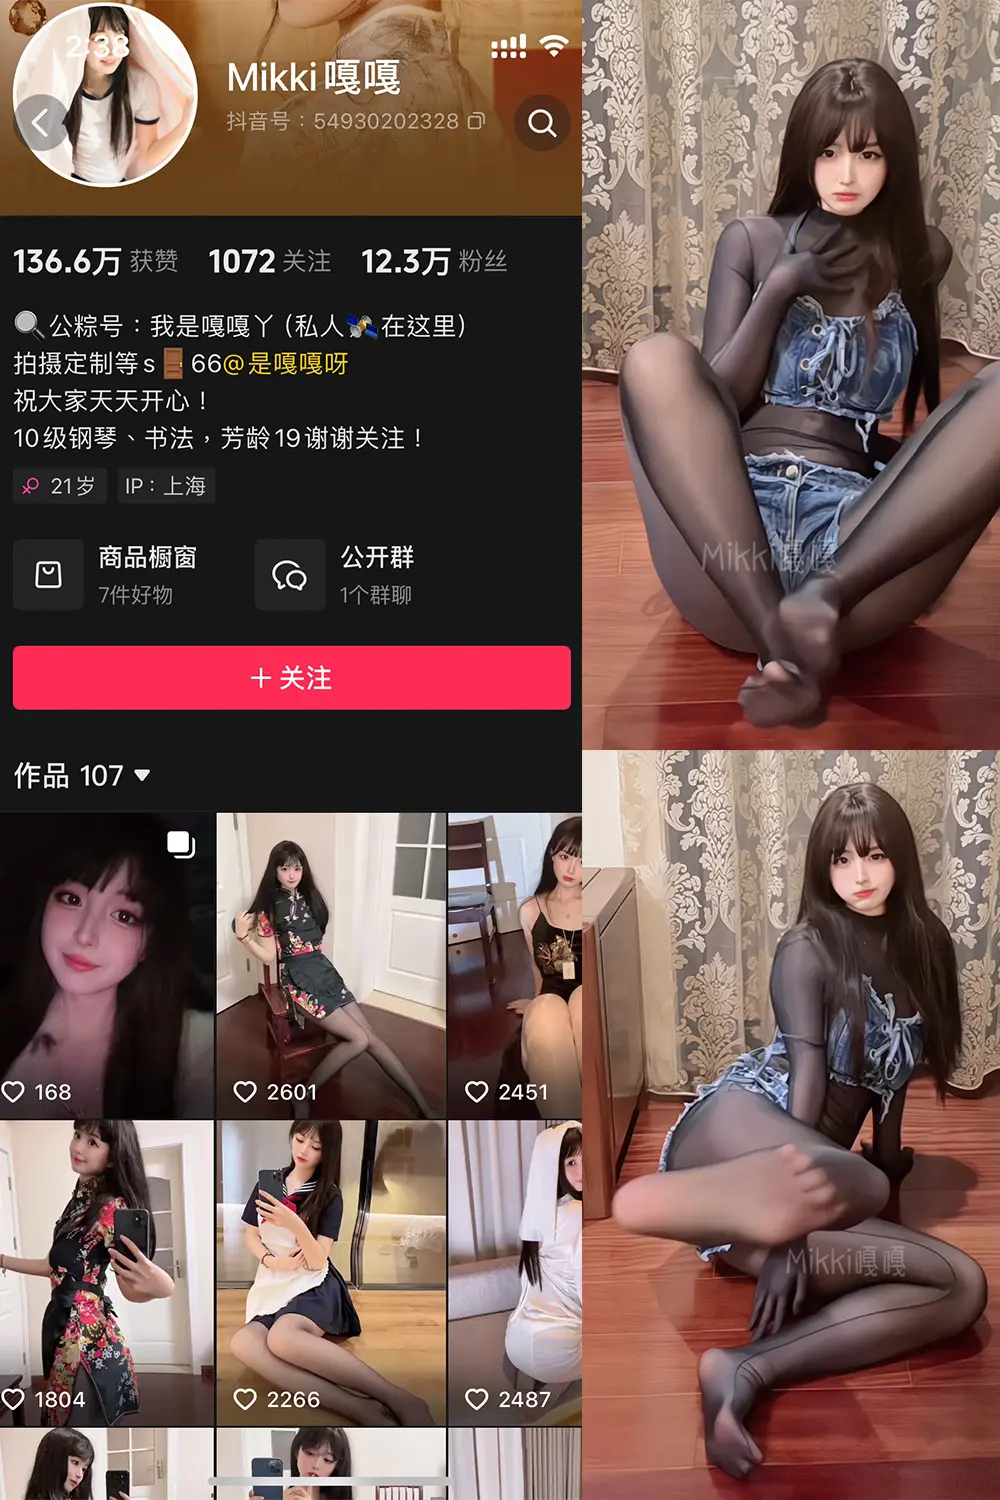 2:38
Mikki嘎嘎
抖音号：54930202328
136.6万 获赞 1072 关注 12.3万 粉丝
🔍公粽号：我是嘎嘎丫 (私人🛰️在这里)
拍摄定制等s🚪66@是嘎嘎呀
祝大家天天开心！
10级钢琴、书法，芳龄19谢谢关注！
♀ 21岁 IP：上海
商品橱窗
7件好物
公开群
1个群聊
＋关注
作品 107
168
2601
2451
1804
2266
2487
Mikki嘎嘎
Mikki嘎嘎